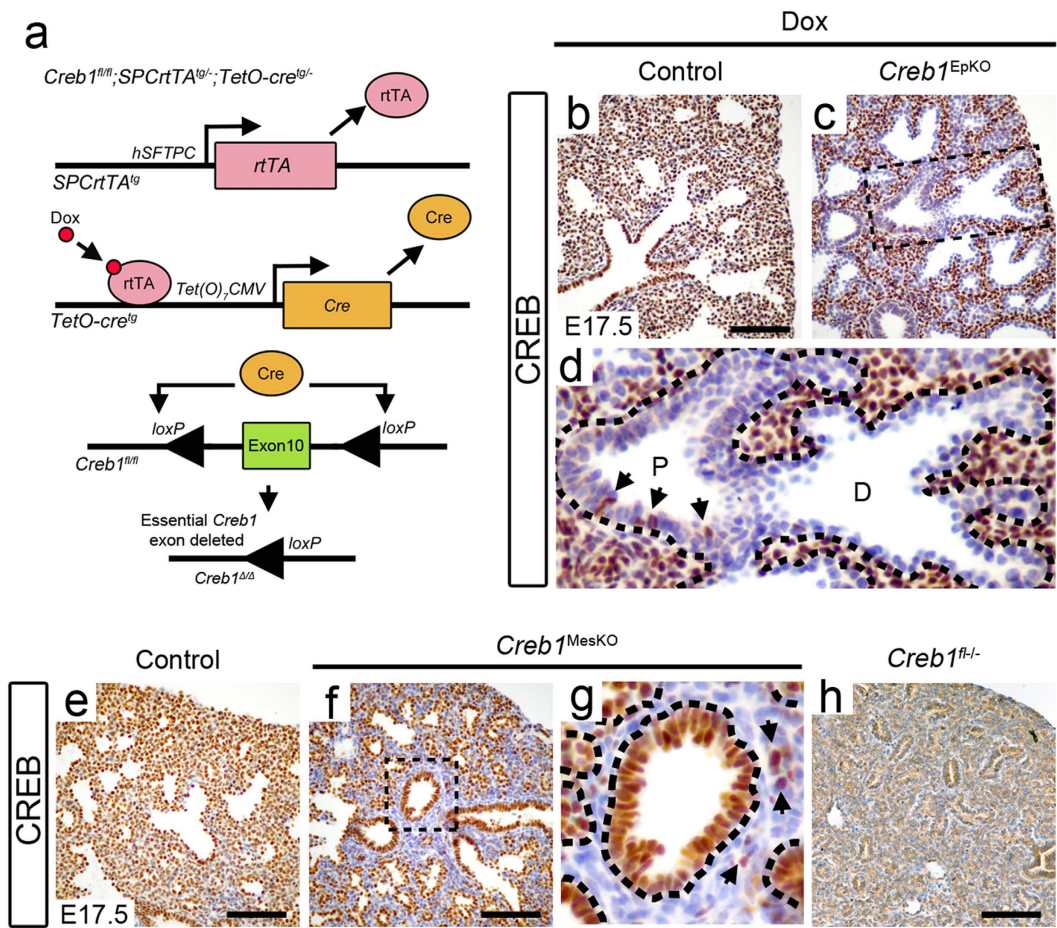 a
Creb1fl/fl;SPCrtTAtg/-;TetO-cretg/-
rtTA
hSFTPC
rtTA
SPCrtTAtg
Dox
Cre
rtTA
Tet(O)7CMV
Cre
TetO-cretg
Cre
loxP
loxP
Exon10
Creb1fl/fl
Essential Creb1
exon deleted
loxP
Creb1Δ/Δ
Dox
Control
Creb1EpKO
CREB
b
E17.5
c
d
P
D
Control
Creb1MesKO
Creb1fl-/-
CREB
e
E17.5
f
g
h